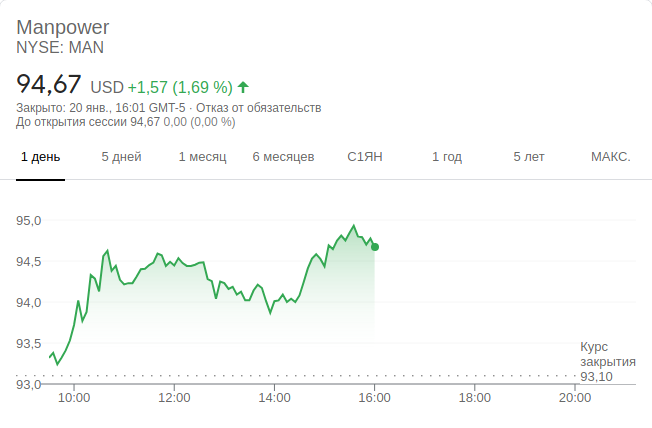 Manpower
NYSE: MAN
94,67 USD +1,57 (1,69 %)
Закрыто: 20 янв., 16:01 GMT-5 · Отказ от обязательств
До открытия сессии 94,67 0,00 (0,00 %)
1 день 5 дней 1 месяц 6 месяцев С1ЯН 1 год 5 лет МАКС.
95,0
94,5
94,0
93,5
Курс
закрытия
93,10
93,0
10:00 12:00 14:00 16:00 18:00 20:00